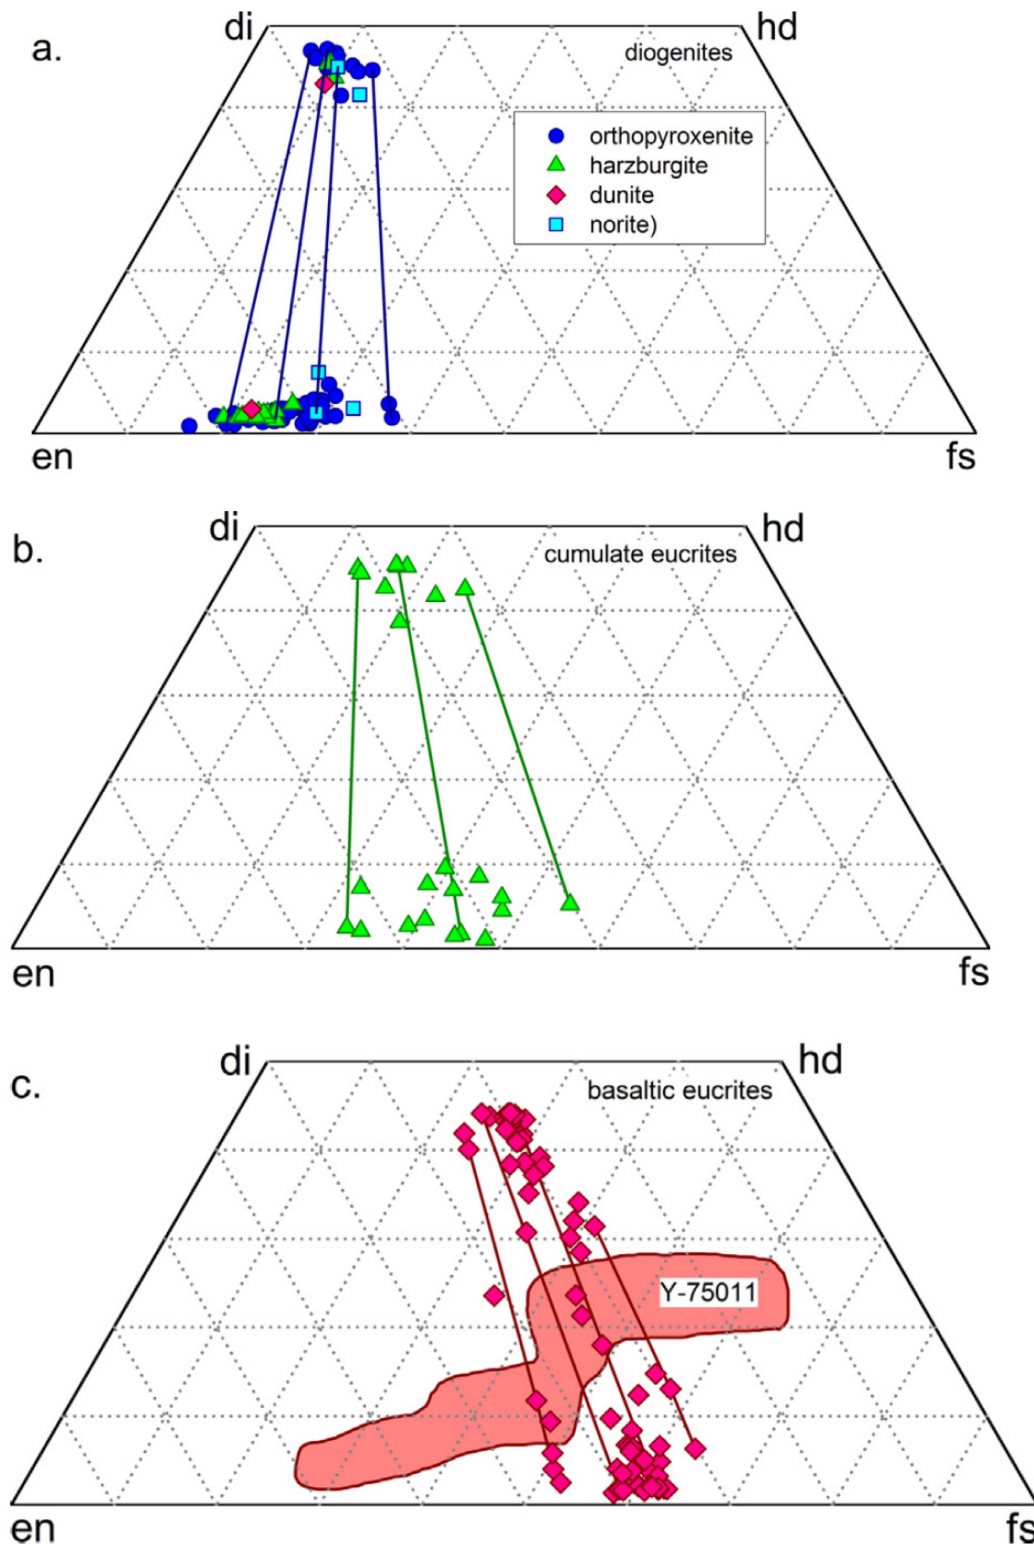 a.
di
hd
diogenites
orthopyroxenite
harzburgite
dunite
norite)
en
fs
b.
di
hd
cumulate eucrites
en
fs
c.
di
hd
basaltic eucrites
Y-75011
en
fs